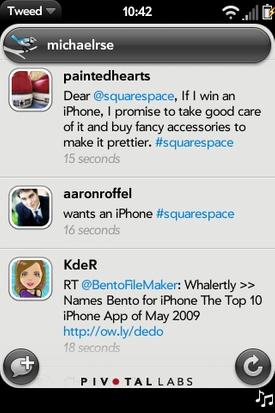 Tweed
10:42
michaelrse
paintedhearts
Dear @squarespace, If I win an
iPhone, I promise to take good care
of it and buy fancy accessories to
make it prettier. #squarespace
15 seconds
aaronroffel
wants an iPhone #squarespace
16 seconds
KdeR
RT @BentoFileMaker: Whalertly >>
Names Bento for iPhone The Top 10
iPhone App of May 2009
http://ow.ly/dedo
18 seconds
PIVOTAL LABS